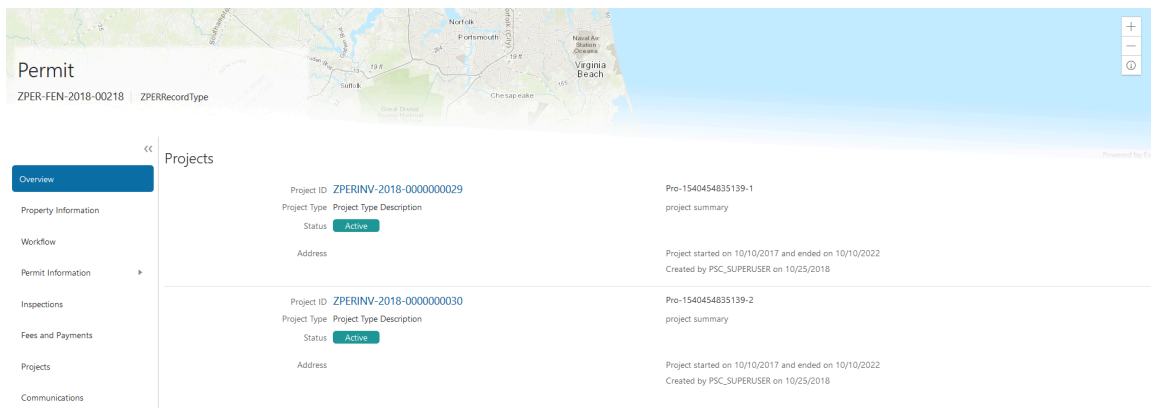 Norfolk
Portsmouth
Naval Air
Station -
Oceana
Virginia
Beach
Suffolk
Chesapeake
19 ft
19 ft
+
−
Permit
ZPER-FEN-2018-00218 ZPERRecordType
<<
Projects
Overview
Property Information
Workflow
Permit Information
Inspections
Fees and Payments
Projects
Communications
Project ID ZPERINV-2018-0000000029 Pro-1540454835139-1
Project Type Project Type Description project summary
Status Active
Address Project started on 10/10/2017 and ended on 10/10/2022
Created by PSC_SUPERUSER on 10/25/2018
Project ID ZPERINV-2018-0000000030 Pro-1540454835139-2
Project Type Project Type Description project summary
Status Active
Address Project started on 10/10/2017 and ended on 10/10/2022
Created by PSC_SUPERUSER on 10/25/2018